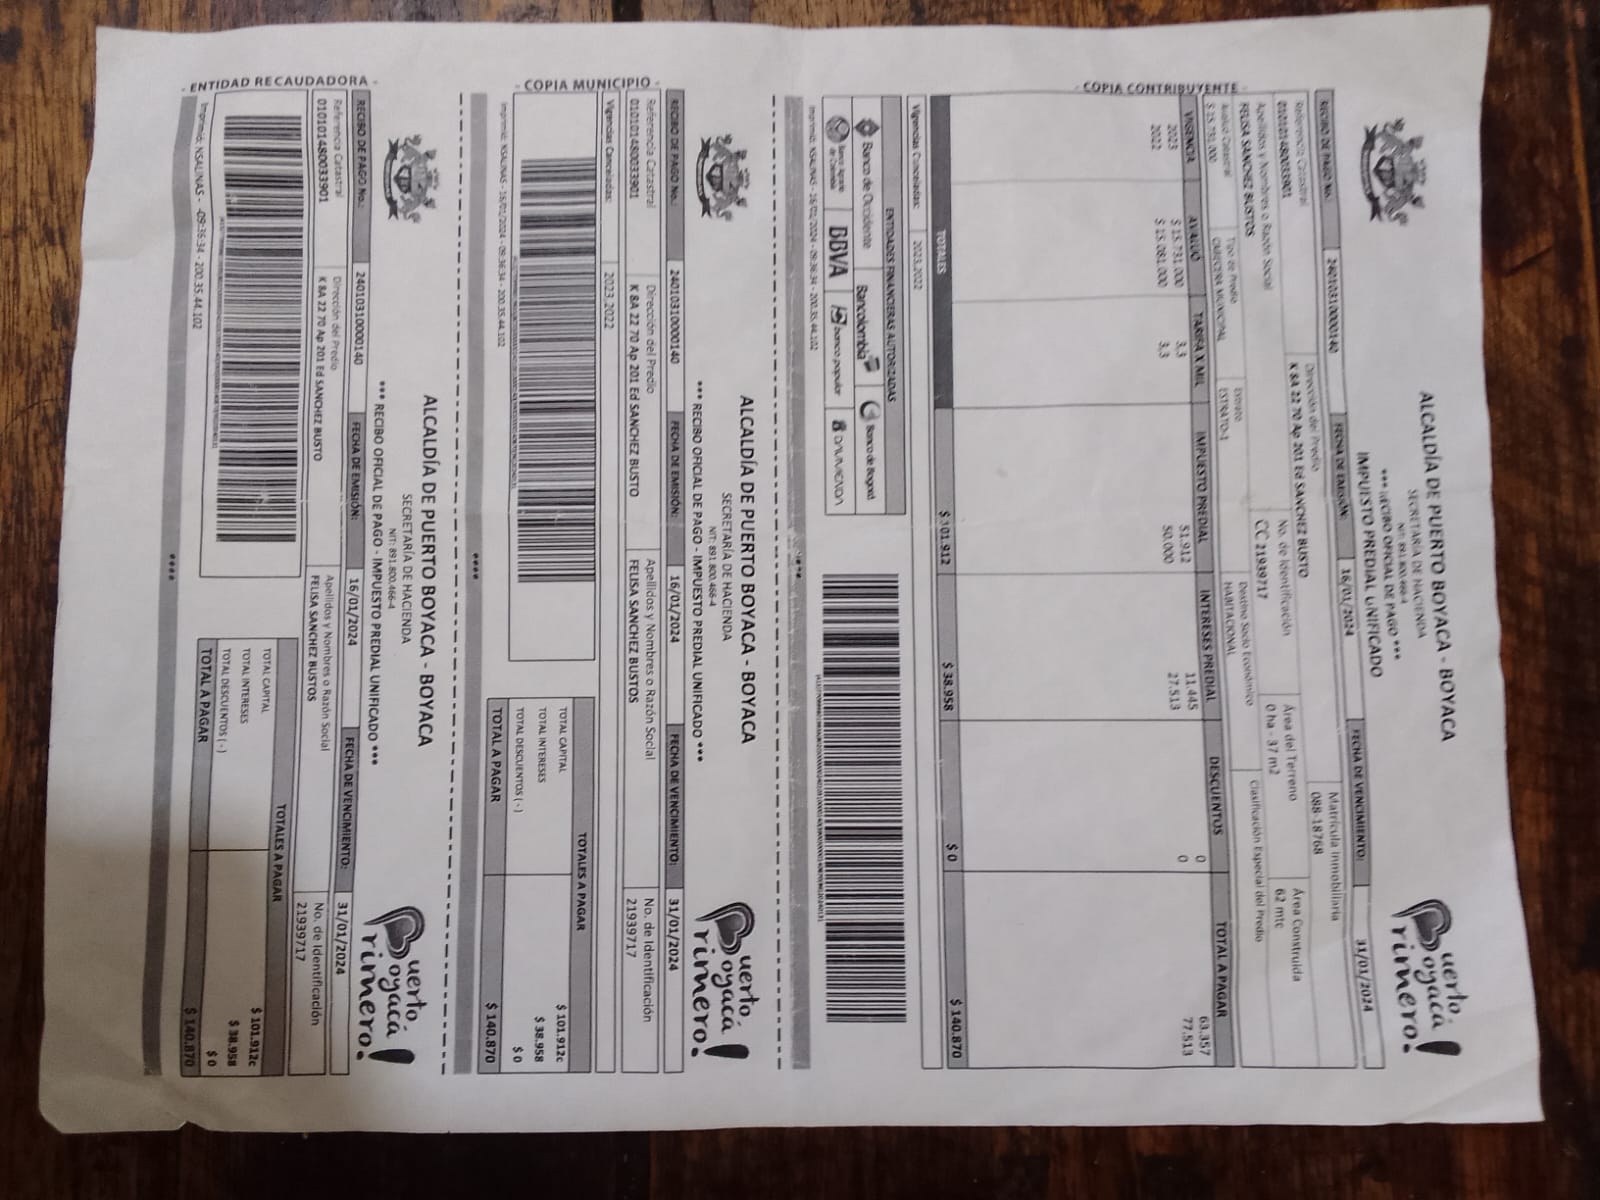 ALCALDÍA DE PUERTO BOYACA - BOYACA
SECRETARÍA DE HACIENDA
NIT: 891.800.466-4
*** RECIBO OFICIAL DE PAGO ***
IMPUESTO PREDIAL UNIFICADO
Puerto Boyacá Primero!
RECIBO DE PAGO No.: 24010310000140 FECHA DE EMISIÓN: 16/01/2024 FECHA DE VENCIMIENTO: 31/01/2024
Referencia Catastral Dirección del Predio Matrícula Inmobiliaria
010101480033901 K 8A 22 70 Ap 201 Ed SANCHEZ BUSTO 088-18768
Apellidos y Nombres o Razón Social No. de Identificación Área del Terreno Área Construida
FELISA SANCHEZ BUSTOS CC 21939717 0 ha - 37 m2 62 mtc
Avalúo Catastral Tipo de Predio Estrato Destino Socio Económico Clasificación Especial del Predio
$ 15.731.000 CABECERA MUNICIPAL ESTRATO-1 HABITACIONAL
VIGENCIA AVALUÓ TARIFA X MIL IMPUESTO PREDIAL INTERESES PREDIAL DESCUENTOS TOTAL A PAGAR
2023 $ 15.731.000 3,3 51.912 11.445 0 63.357
2022 $ 15.081.000 3,3 50.000 27.513 0 77.513
TOTALES $ 101.912 $ 38.958 $ 0 $ 140.870
Vigencias Canceladas: 2023,2022
- COPIA CONTRIBUYENTE -
ENTIDADES FINANCIERAS AUTORIZADAS
Banco de Occidente Bancolombia Banco de Bogotá
Banco Agrario de Colombia BBVA banco popular DAVIVIENDA
Imprimió: NSALINAS - 16/01/2024 - 09:36:34 - 200.35.44.102
****
ALCALDÍA DE PUERTO BOYACA - BOYACA
SECRETARÍA DE HACIENDA
NIT: 891.800.466-4
*** RECIBO OFICIAL DE PAGO - IMPUESTO PREDIAL UNIFICADO ***
Puerto Boyacá Primero!
RECIBO DE PAGO No.: 24010310000140 FECHA DE EMISIÓN: 16/01/2024 FECHA DE VENCIMIENTO: 31/01/2024
Referencia Catastral Dirección del Predio Apellidos y Nombres o Razón Social No. de Identificación
010101480033901 K 8A 22 70 Ap 201 Ed SANCHEZ BUSTO FELISA SANCHEZ BUSTOS 21939717
Vigencias Canceladas: 2023,2022
- COPIA MUNICIPIO -
TOTALES A PAGAR
TOTAL CAPITAL $ 101.912c
TOTAL INTERESES $ 38.958
TOTAL DESCUENTOS ( - ) $ 0
TOTAL A PAGAR $ 140.870
Imprimió: NSALINAS - 16/01/2024 - 09:36:34 - 200.35.44.102
****
ALCALDÍA DE PUERTO BOYACA - BOYACA
SECRETARÍA DE HACIENDA
NIT: 891.800.466-4
*** RECIBO OFICIAL DE PAGO - IMPUESTO PREDIAL UNIFICADO ***
Puerto Boyacá Primero!
RECIBO DE PAGO No.: 24010310000140 FECHA DE EMISIÓN: 16/01/2024 FECHA DE VENCIMIENTO: 31/01/2024
Referencia Catastral Dirección del Predio Apellidos y Nombres o Razón Social No. de Identificación
010101480033901 K 8A 22 70 Ap 201 Ed SANCHEZ BUSTO FELISA SANCHEZ BUSTOS 21939717
- ENTIDAD RECAUDADORA -
TOTALES A PAGAR
TOTAL CAPITAL $ 101.912c
TOTAL INTERESES $ 38.958
TOTAL DESCUENTOS ( - ) $ 0
TOTAL A PAGAR $ 140.870
Imprimió: NSALINAS - -09:36:34 - 200.35.44.102
****